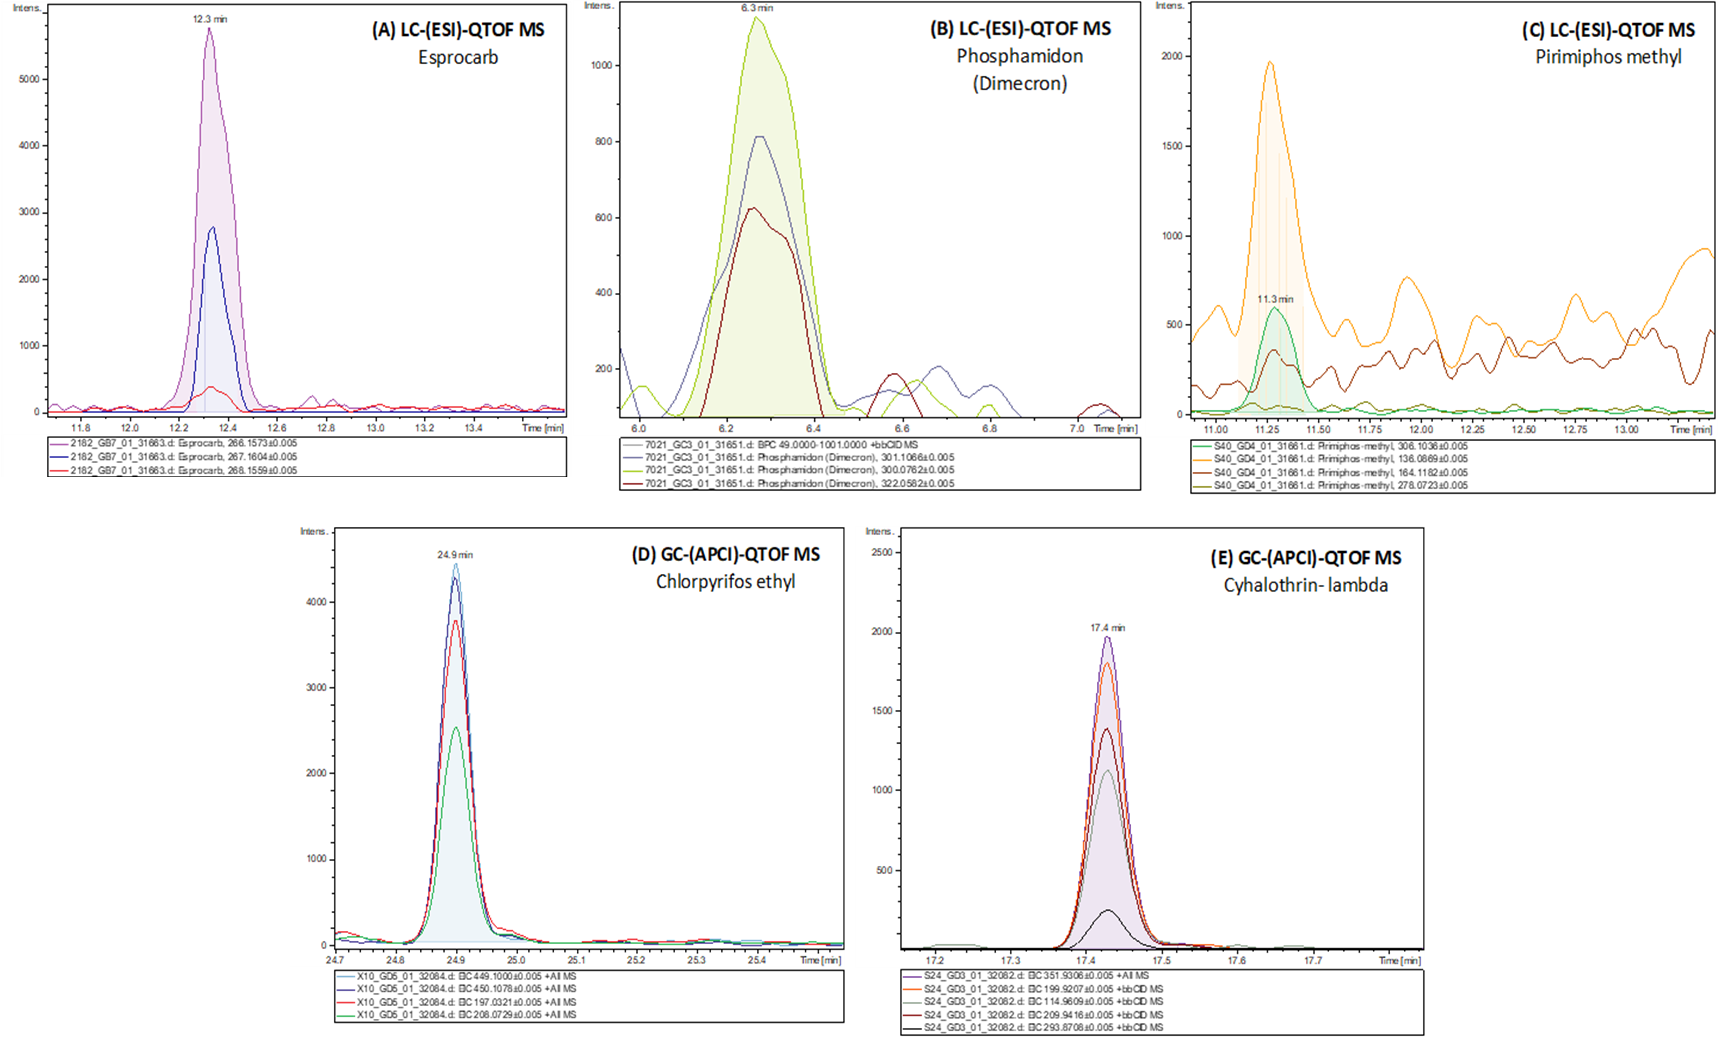 Intens.
12.3 min
(A) LC-(ESI)-QTOF MS
Esprocarb
5000
4000
3000
2000
1000
0
11.8 12.0 12.2 12.4 12.6 12.8 13.0 13.2 13.4 Time [min]
2182_GB7_01_31663.d: Esprocarb, 266.1573±0.005
2182_GB7_01_31663.d: Esprocarb, 267.1604±0.005
2182_GB7_01_31663.d: Esprocarb, 268.1559±0.005
Intens.
6.3 min
(B) LC-(ESI)-QTOF MS
Phosphamidon
(Dimecron)
1000
800
600
400
200
6.0 6.2 6.4 6.6 6.8 7.0 Time [min]
7021_GC3_01_31651.d: BPC 49.0000-1001.0000 +bbCID MS
7021_GC3_01_31651.d: Phosphamidon (Dimecron), 301.1066±0.005
7021_GC3_01_31651.d: Phosphamidon (Dimecron), 300.0762±0.005
7021_GC3_01_31651.d: Phosphamidon (Dimecron), 322.0582±0.005
Intens.
(C) LC-(ESI)-QTOF MS
Pirimiphos methyl
2000
1500
1000
11.3 min
500
0
11.00 11.25 11.50 11.75 12.00 12.25 12.50 12.75 13.00 Time [min]
S40_GD4_01_31661.d: Pirimiphos-methyl, 306.1036±0.005
S40_GD4_01_31661.d: Pirimiphos-methyl, 136.0869±0.005
S40_GD4_01_31661.d: Pirimiphos-methyl, 164.1182±0.005
S40_GD4_01_31661.d: Pirimiphos-methyl, 278.0723±0.005
Intens.
24.9 min
(D) GC-(APCI)-QTOF MS
Chlorpyrifos ethyl
4000
3000
2000
1000
0
24.7 24.8 24.9 25.0 25.1 25.2 25.3 25.4 Time [min]
X10_GD5_01_32084.d: EIC 449.1000±0.005 +All MS
X10_GD5_01_32084.d: EIC 450.1078±0.005 +All MS
X10_GD5_01_32084.d: EIC 197.0321±0.005 +All MS
X10_GD5_01_32084.d: EIC 208.0729±0.005 +All MS
Intens.
(E) GC-(APCI)-QTOF MS
Cyhalothrin- lambda
2500
17.4 min
2000
1500
1000
500
17.2 17.3 17.4 17.5 17.6 17.7 Time [min]
S24_GD3_01_32082.d: EIC 351.9306±0.005 +All MS
S24_GD3_01_32082.d: EIC 199.9207±0.005 +bbCID MS
S24_GD3_01_32082.d: EIC 114.9609±0.005 +bbCID MS
S24_GD3_01_32082.d: EIC 209.9416±0.005 +bbCID MS
S24_GD3_01_32082.d: EIC 293.8708±0.005 +bbCID MS